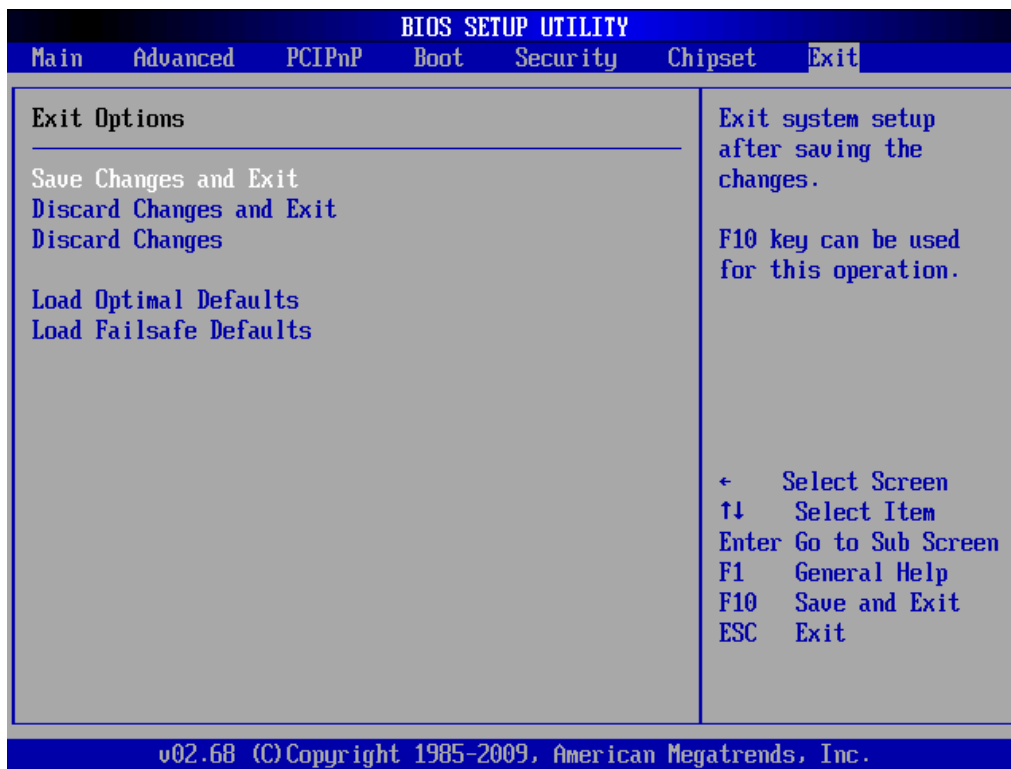 BIOS SETUP UTILITY
Main Advanced PCIPnP Boot Security Chipset Exit
Exit Options
Save Changes and Exit
Discard Changes and Exit
Discard Changes
Load Optimal Defaults
Load Failsafe Defaults
Exit system setup
after saving the
changes.
F10 key can be used
for this operation.
← Select Screen
↑↓ Select Item
Enter Go to Sub Screen
F1 General Help
F10 Save and Exit
ESC Exit
v02.68 (C)Copyright 1985-2009, American Megatrends, Inc.